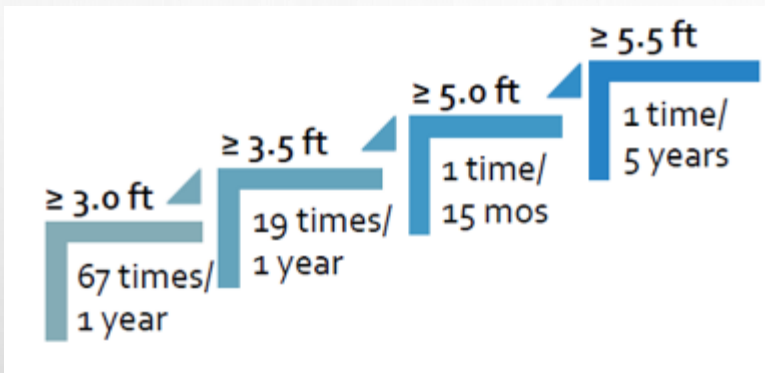 ≥ 3.0 ft
67 times/
1 year
≥ 3.5 ft
19 times/
1 year
≥ 5.0 ft
1 time/
15 mos
≥ 5.5 ft
1 time/
5 years